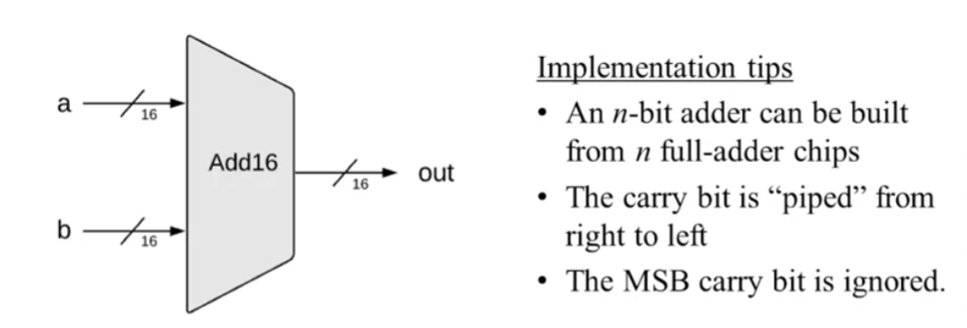 a
16
Add16
16
out
b
16
Implementation tips
• An n-bit adder can be built
from n full-adder chips
• The carry bit is “piped” from
right to left
• The MSB carry bit is ignored.